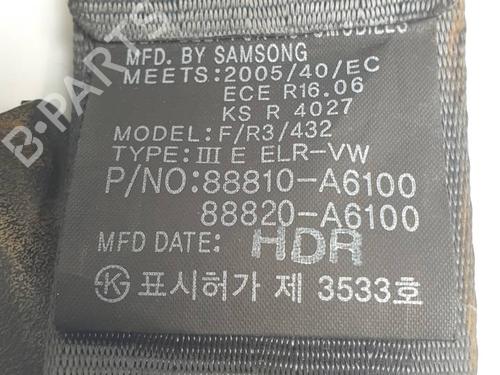 MFD. BY SAMSONG
MEETS:2005/40/EC
ECE R16.06
KS R 4027
MODEL:F/R3/432
TYPE:Ⅲ E ELR-VW
P/NO:88810-A6100
88820-A6100
MFD DATE: HDR
K 표시허가 제 3533호
B-PARTS